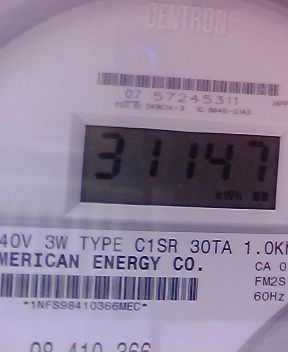 CENTRON®
07 57245311
31147
kWh
40V 3W TYPE C1SR 30TA 1.0K
MERICAN ENERGY CO.
CA 0
FM2S
60Hz
*1NFS98410366MEC*
98 410 366